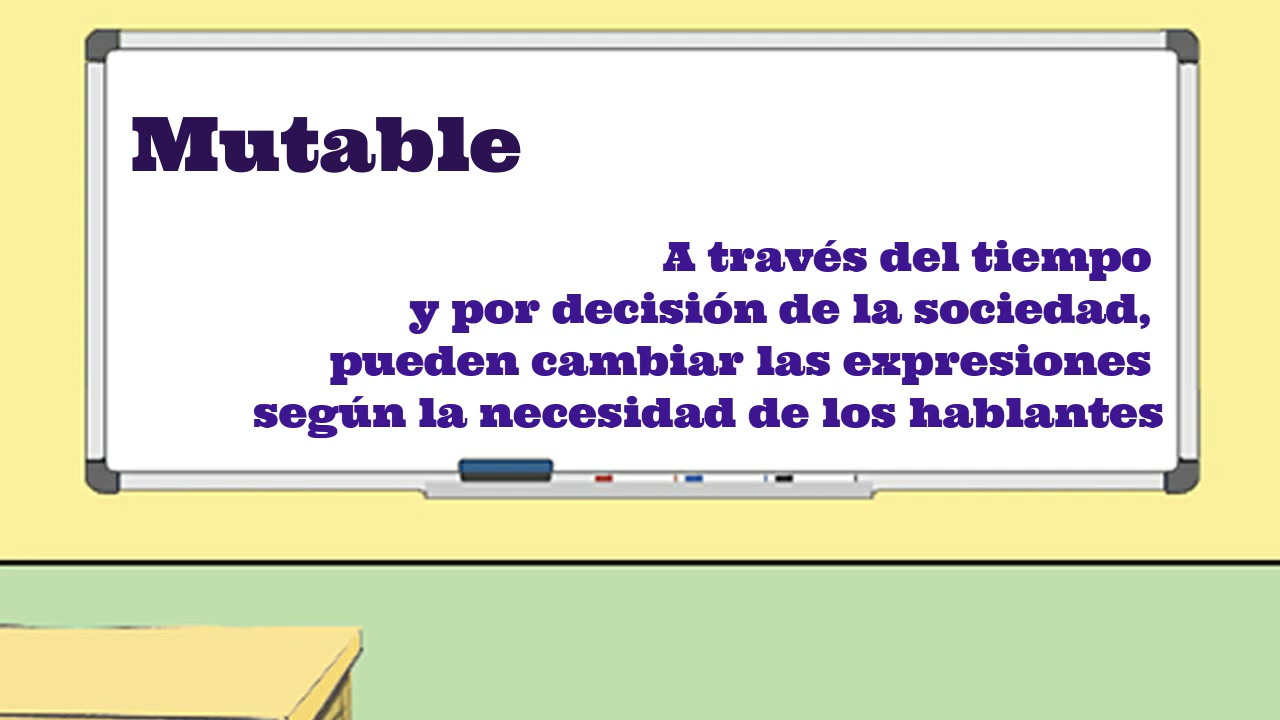 Mutable
A través del tiempo
y por decisión de la sociedad,
pueden cambiar las expresiones
según la necesidad de los hablantes